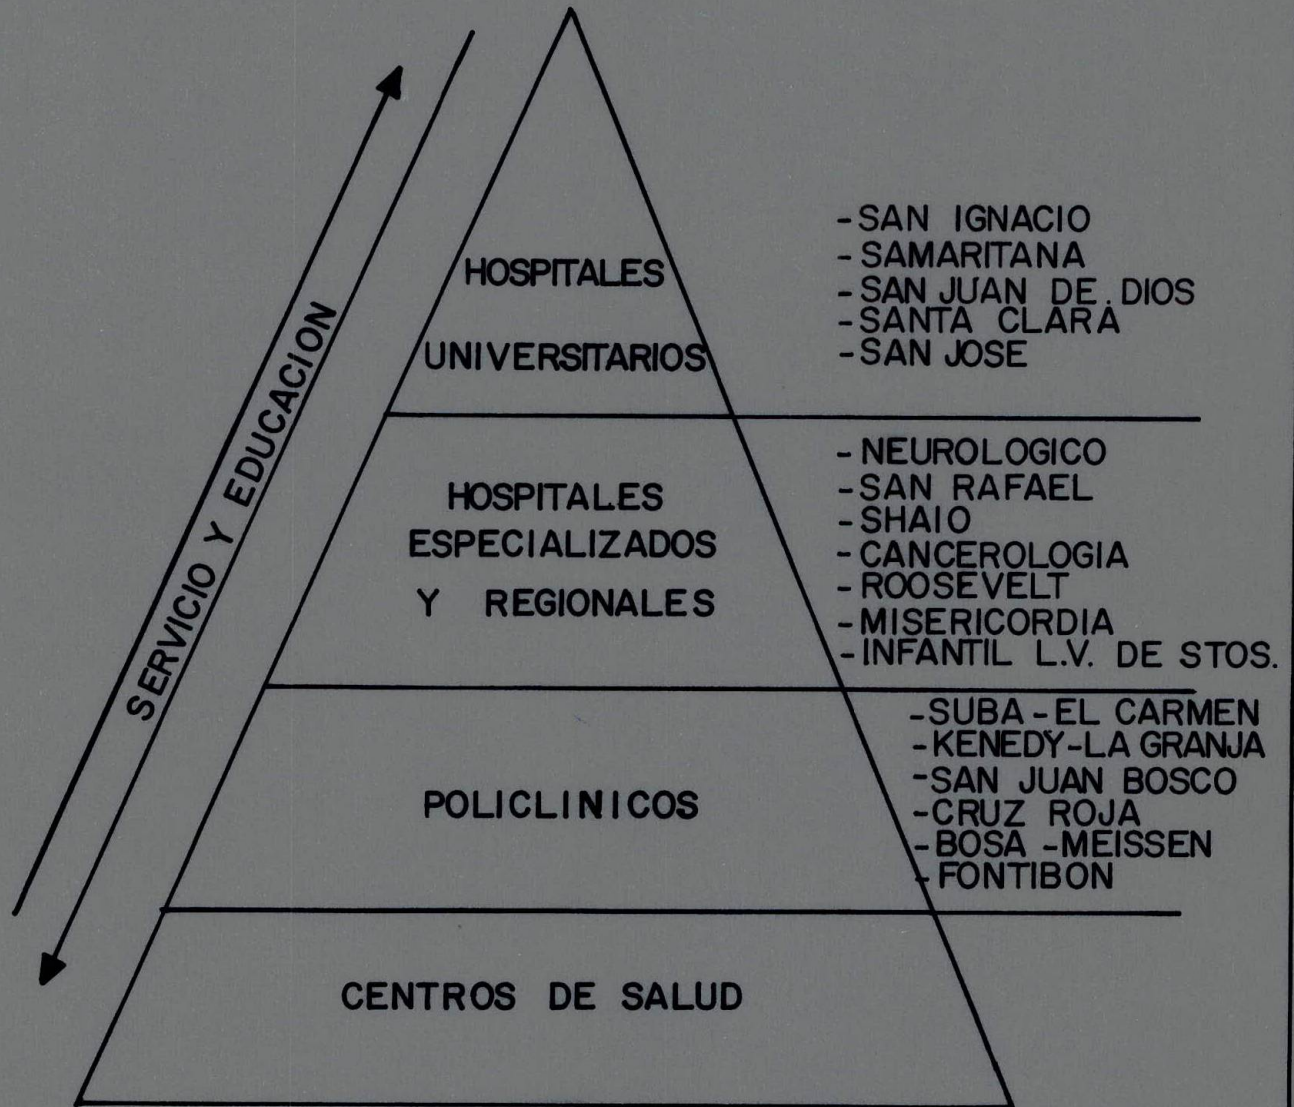 SERVICIO Y EDUCACION
HOSPITALES
UNIVERSITARIOS
-SAN IGNACIO
-SAMARITANA
-SAN JUAN DE DIOS
-SANTA CLARA
-SAN JOSE
HOSPITALES
ESPECIALIZADOS
Y REGIONALES
-NEUROLOGICO
-SAN RAFAEL
-SHAIO
-CANCEROLOGIA
-ROOSEVELT
-MISERICORDIA
-INFANTIL L.V. DE STOS.
POLICLINICOS
-SUBA-EL CARMEN
-KENEDY-LA GRANJA
-SAN JUAN BOSCO
-CRUZ ROJA
-BOSA-MEISSEN
-FONTIBON
CENTROS DE SALUD